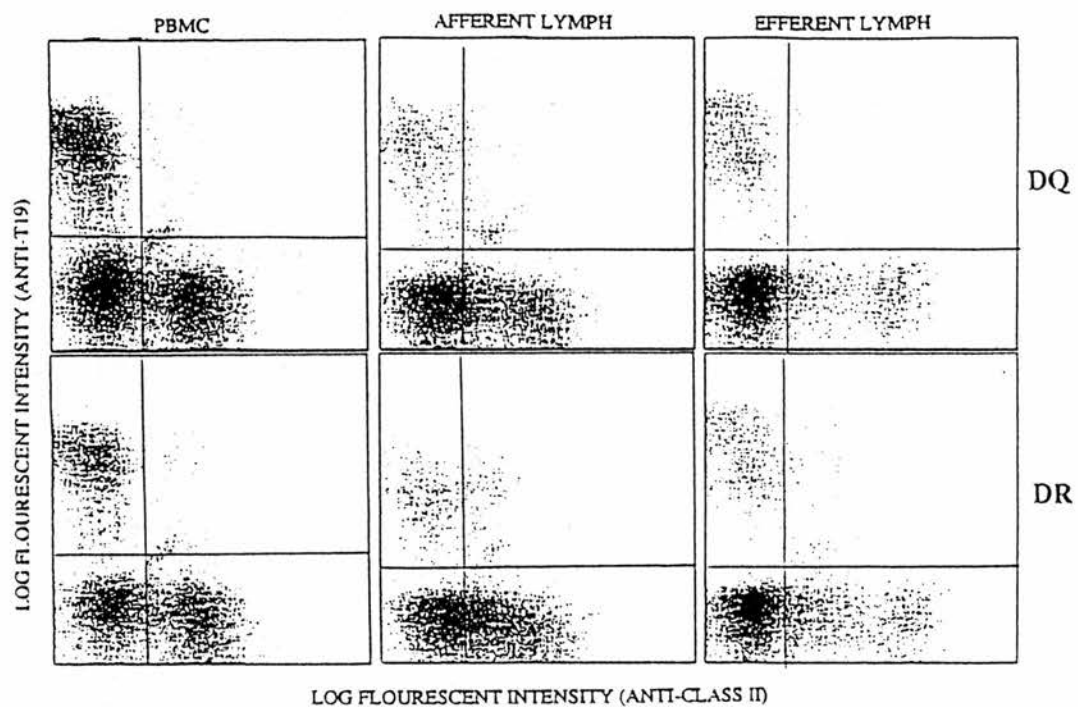 PBMC AFFERENT LYMPH EFFERENT LYMPH
LOG FLOURESCENT INTENSITY (ANTI-T19)
DQ
DR
LOG FLOURESCENT INTENSITY (ANTI-CLASS II)